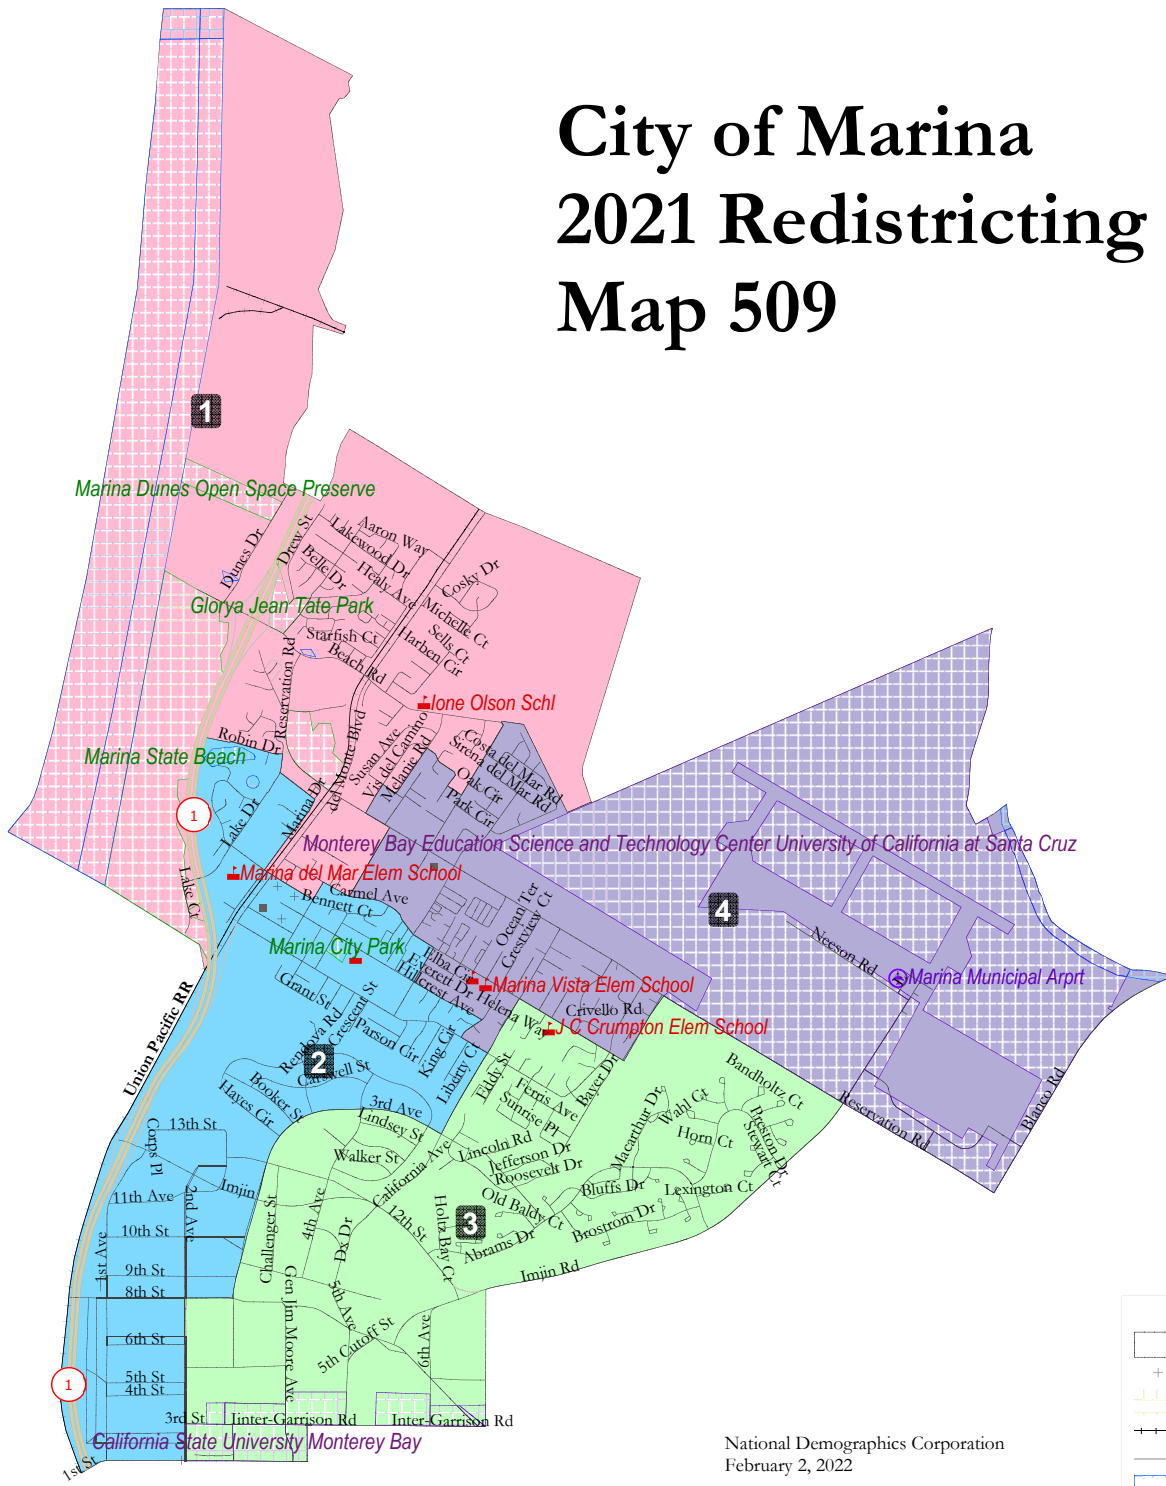 City of Marina
2021 Redistricting
Map 509
1
Marina Dunes Open Space Preserve
Aaron Way
Lakewood Dr
Drew St
Dunes Dr
Belle Dr
Healy Ave
Cosky Dr
Glorya Jean Tate Park
Michelle Ct
Sells Ct
Harben Cir
Starfish Ct
Beach Rd
Reservation Rd
Ione Olson Schl
Robin Dr
del Monte Blvd
Susan Ave
Vis del Camino
Melanie Rd
Costa del Mar Rd
Sirena del Mar Rd
Oak Cir
Park Cir
Marina State Beach
1
Lake Dr
Marina Dr
Monterey Bay Education Science and Technology Center University of California at Santa Cruz
Marina del Mar Elem School
Lake Ct
Carmel Ave
Bennett Ct
Ocean Ter
Crestview Ct
4
Neeson Rd
Marina City Park
Elba Cir
Everett Dr
Hillcrest Ave
Helena Way
Marina Vista Elem School
Marina Municipal Arprt
Crivello Rd
J C Crumpton Elem School
Grant St
Rendova Rd
Crescent St
Parson Cir
King Cir
Liberty Ct
Union Pacific RR
2
Carswell St
Booker St
Hayes Cir
3rd Ave
Lindsey St
Eddy St
Ferris Ave
Sunrise Pl
Bayer Dr
Bandholtz Ct
Macarthur Dr
Wahl Ct
Horn Ct
Preston Dr
Stewart Ct
Reservation Rd
Blanco Rd
13th St
Corps Pl
Walker St
California Ave
Lincoln Rd
Jefferson Dr
Roosevelt Dr
11th Ave
2nd Ave
Imjin
Challenger St
4th Ave
Dx Dr
12th St
Holtz Bay Ct
Old Baldy Ct
3
Bluffs Dr
Lexington Ct
Brostrom Dr
Abrams Dr
Imjin Rd
10th St
1st Ave
9th St
8th St
Gen Jim Moore Ave
5th Ave
5th Cutoff St
6th Ave
6th St
5th St
4th St
1
3rd St
Iinter-Garrison Rd
Inter-Garrison Rd
California State University Monterey Bay
1st St
National Demographics Corporation
February 2, 2022